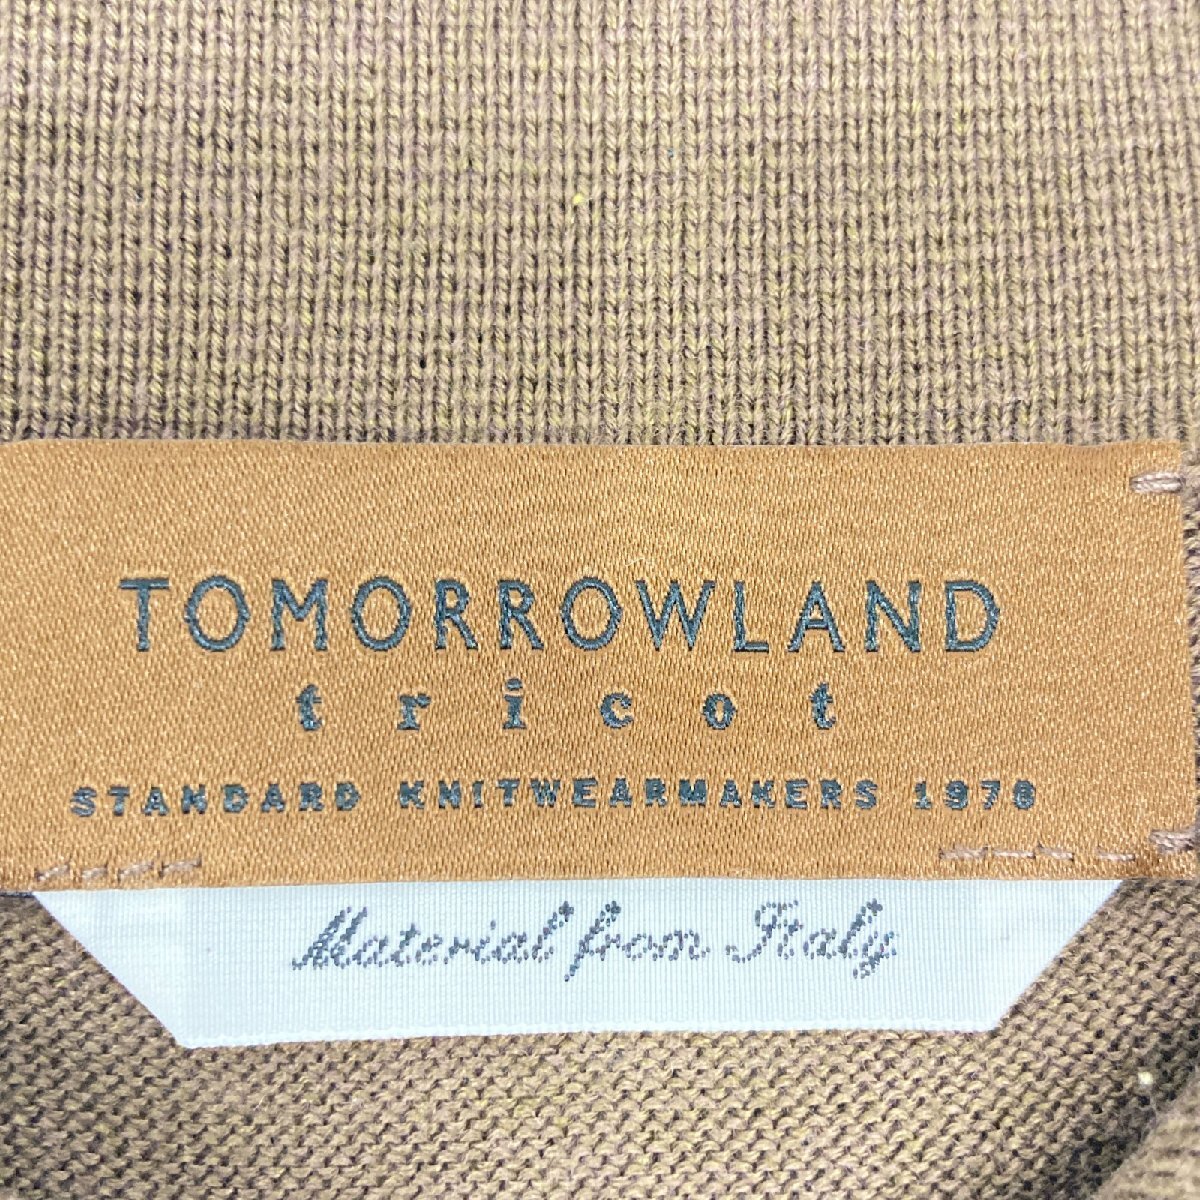 TOMORROWLAND
tricot
STANDARD KNITWEARMAKERS 1978
Material from Italy